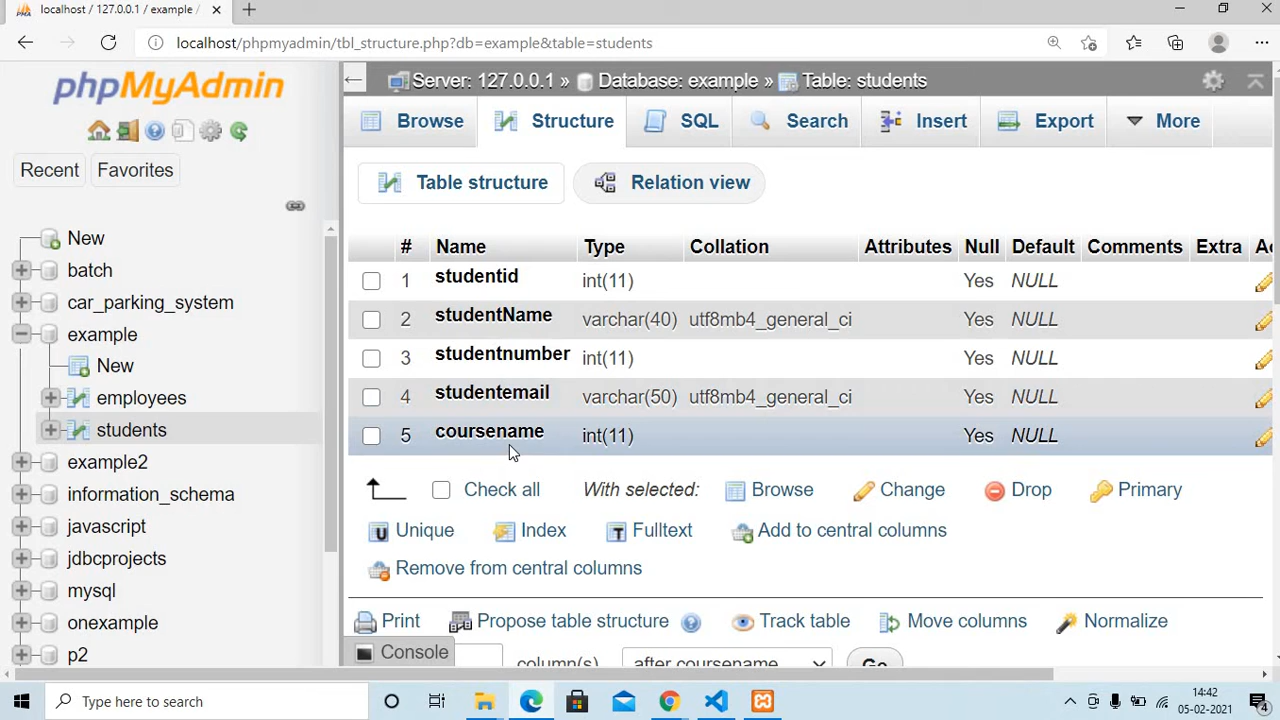 localhost / 127.0.0.1 / example /
localhost/phpmyadmin/tbl_structure.php?db=example&table=students
phpMyAdmin
Recent Favorites
New
batch
car_parking_system
example
New
employees
students
example2
information_schema
javascript
jdbcprojects
mysql
onexample
p2
Server: 127.0.0.1 » Database: example » Table: students
Browse Structure SQL Search Insert Export More
Table structure Relation view
# Name Type Collation Attributes Null Default Comments Extra
1 studentid int(11) Yes NULL
2 studentName varchar(40) utf8mb4_general_ci Yes NULL
3 studentnumber int(11) Yes NULL
4 studentemail varchar(50) utf8mb4_general_ci Yes NULL
5 coursename int(11) Yes NULL
Check all With selected: Browse Change Drop Primary
Unique Index Fulltext Add to central columns
Remove from central columns
Print Propose table structure Track table Move columns Normalize
Console column(s) after coursename Go
Type here to search
14:42
05-02-2021
4